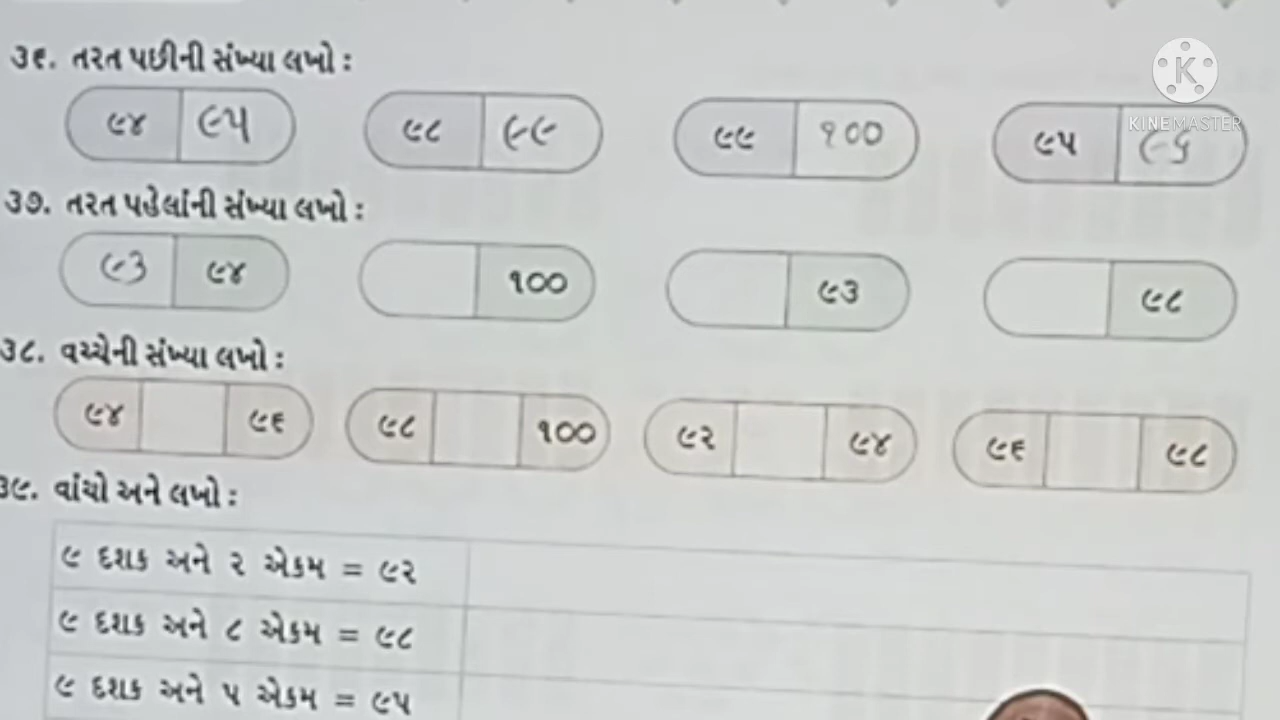 ૩૬. તરત પછીની સંખ્યા લખો :
૯૪ ૯૫ ૯૮ ૯૯ ૯૯ ૧૦૦ ૯૫ ૯૬
KINEMASTER
૩૭. તરત પહેલાંની સંખ્યા લખો :
૯૩ ૯૪ ૧૦૦ ૯૩ ૯૮
૩૮. વચ્ચેની સંખ્યા લખો :
૯૪ ૯૬ ૯૮ ૧૦૦ ૯૨ ૯૪ ૯૬ ૯૮
૩૯. વાંચો અને લખો :
૯ દશક અને ૨ એકમ = ૯૨
૯ દશક અને ૮ એકમ = ૯૮
૯ દશક અને ૫ એકમ = ૯૫